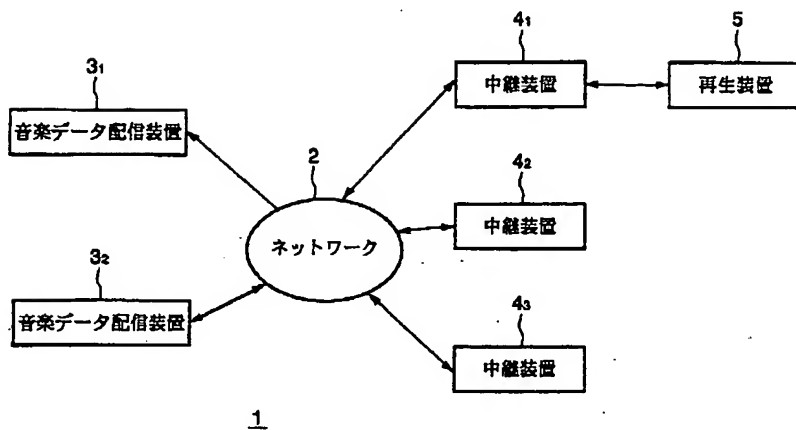 3₁
音楽データ配信装置
4₁
中継装置
5
再生装置
2
ネットワーク
4₂
中継装置
3₂
音楽データ配信装置
4₃
中継装置
1